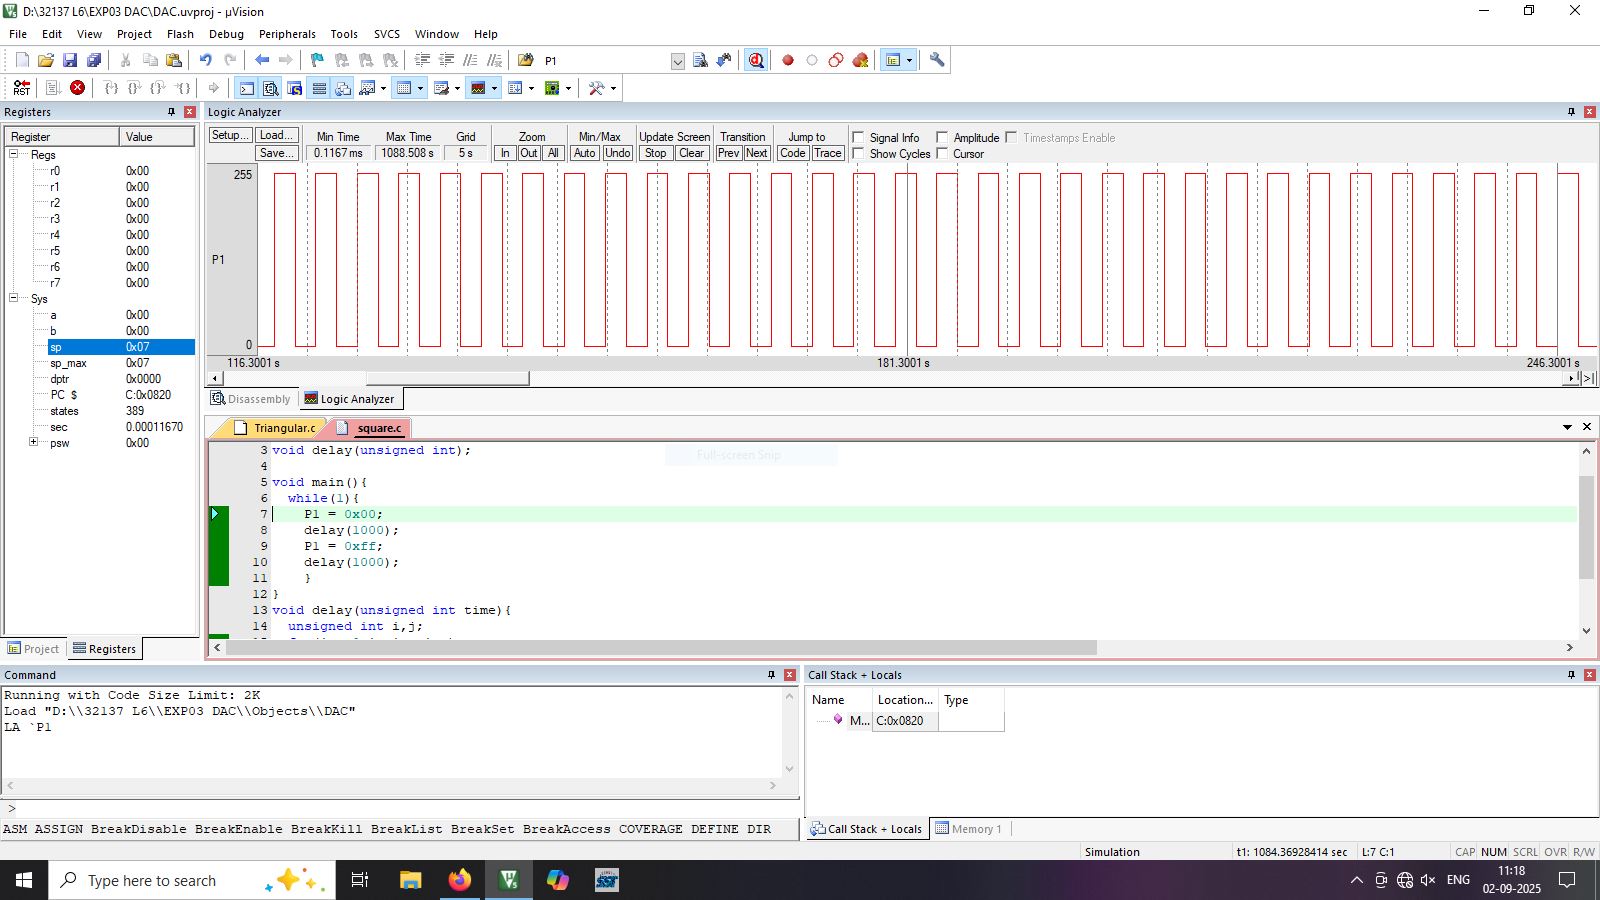 D:\32137 L6\EXP03 DAC\DAC.uvproj - µVision
File Edit View Project Flash Debug Peripherals Tools SVCS Window Help
P1
RST
Registers
Register Value
Regs
r0 0x00
r1 0x00
r2 0x00
r3 0x00
r4 0x00
r5 0x00
r6 0x00
r7 0x00
Sys
a 0x00
b 0x00
sp 0x07
sp_max 0x07
dptr 0x0000
PC $ C:0x0820
states 389
sec 0.00011670
psw 0x00
Project Registers
Logic Analyzer
Setup... Load... Min Time Max Time Grid Zoom Min/Max Update Screen Transition Jump to Signal Info Amplitude Timestamps Enable
Save... 0.1167 ms 1088.508 s 5 s In Out All Auto Undo Stop Clear Prev Next Code Trace Show Cycles Cursor
255
P1
0
116.3001 s 181.3001 s 246.3001 s
Disassembly Logic Analyzer
Triangular.c square.c
Full-screen Snip
3 void delay(unsigned int);
4
5 void main(){
6 while(1){
7 P1 = 0x00;
8 delay(1000);
9 P1 = 0xff;
10 delay(1000);
11 }
12 }
13 void delay(unsigned int time){
14 unsigned int i,j;
Command
Running with Code Size Limit: 2K
Load "D:\\32137 L6\\EXP03 DAC\\Objects\\DAC"
LA `P1
>
ASM ASSIGN BreakDisable BreakEnable BreakKill BreakList BreakSet BreakAccess COVERAGE DEFINE DIR
Call Stack + Locals
Name Location... Type
M... C:0x0820
Call Stack + Locals Memory 1
Simulation t1: 1084.36928414 sec L:7 C:1 CAP NUM SCRL OVR R/W
Type here to search
ENG
11:18
02-09-2025